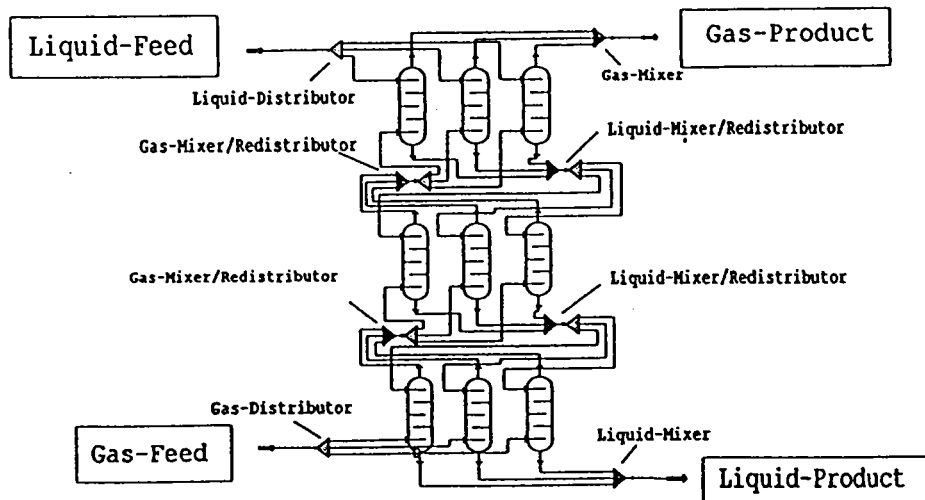 Liquid-Feed
Gas-Product
Gas-Mixer
Liquid-Distributor
Gas-Mixer/Redistributor
Liquid-Mixer/Redistributor
Gas-Mixer/Redistributor
Liquid-Mixer/Redistributor
Gas-Distributor
Gas-Feed
Liquid-Mixer
Liquid-Product